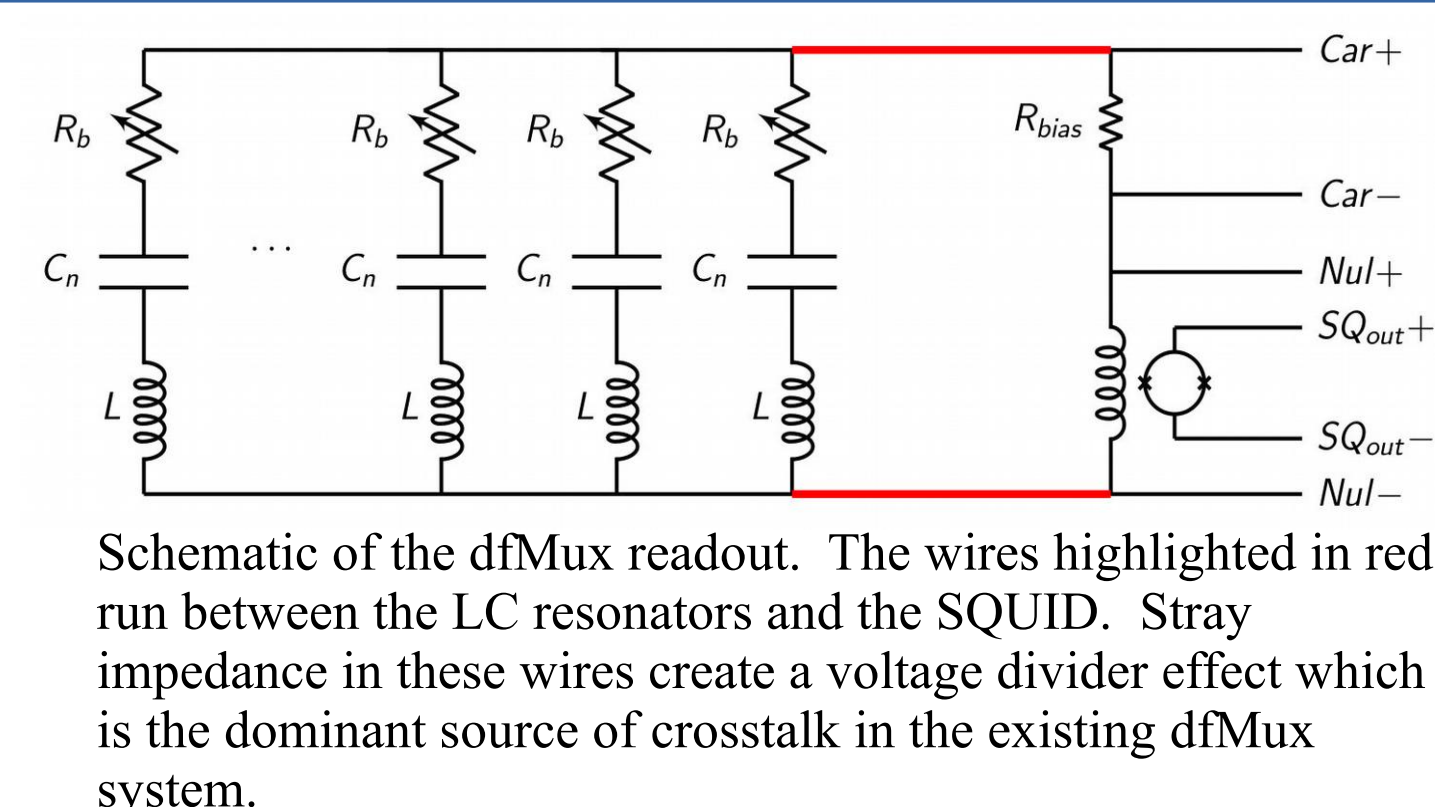 Car+
R_b R_b R_b R_b R_bias
Car−
...
C_n C_n C_n C_n Nul+
SQ_out+
L L L L
SQ_out−
Nul−
Schematic of the dfMux readout. The wires highlighted in red
run between the LC resonators and the SQUID. Stray
impedance in these wires create a voltage divider effect which
is the dominant source of crosstalk in the existing dfMux
system.